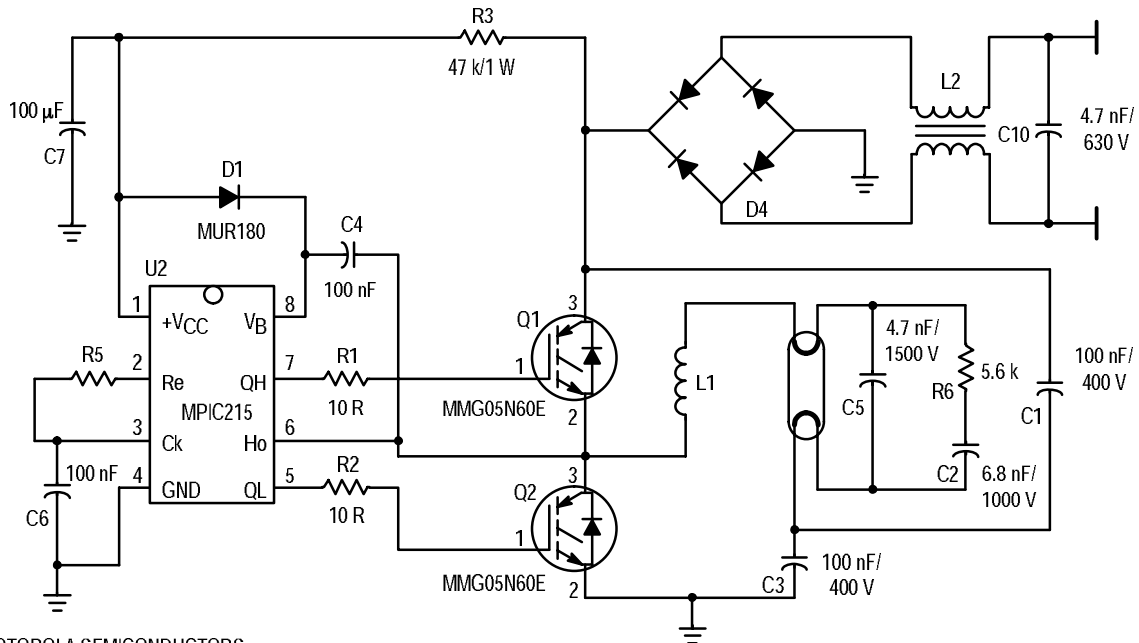 R3
47 k/1 W
L2
100 μF
C7
C10
4.7 nF/
630 V
D1
MUR180
D4
C4
100 nF
U2
1
+VCC
VB
8
R5
2
Re
QH
7
R1
10 R
MPIC215
3
Ck
Ho
6
100 nF
4
GND
QL
5
R2
10 R
C6
3
Q1
1
MMG05N60E
2
L1
4.7 nF/
1500 V
C5
5.6 k
R6
100 nF/
400 V
C1
C2
6.8 nF/
1000 V
3
Q2
1
MMG05N60E
2
100 nF/
400 V
C3